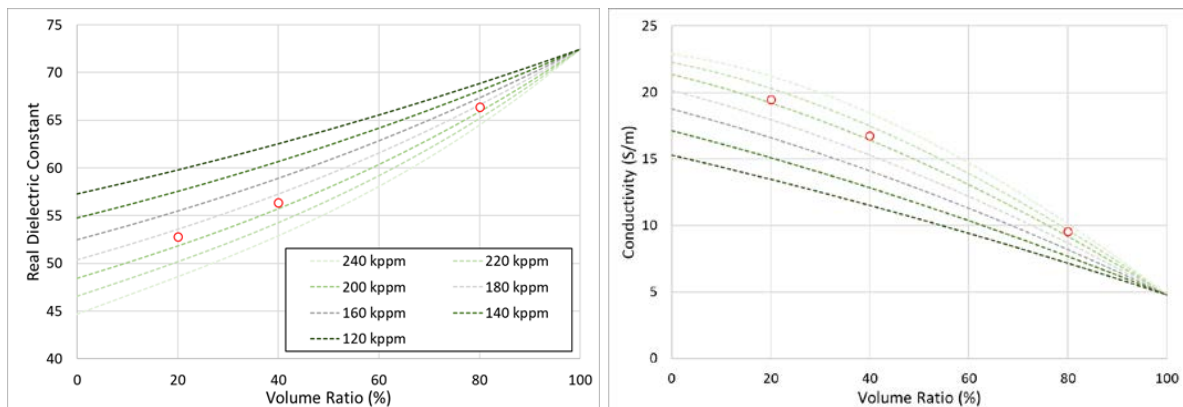 75
70
65
60
55
50
45
40
Real Dielectric Constant
240 kppm 220 kppm
200 kppm 180 kppm
160 kppm 140 kppm
120 kppm
0 20 40 60 80 100
Volume Ratio (%)
25
20
15
10
5
0
Conductivity (S/m)
0 20 40 60 80 100
Volume Ratio (%)